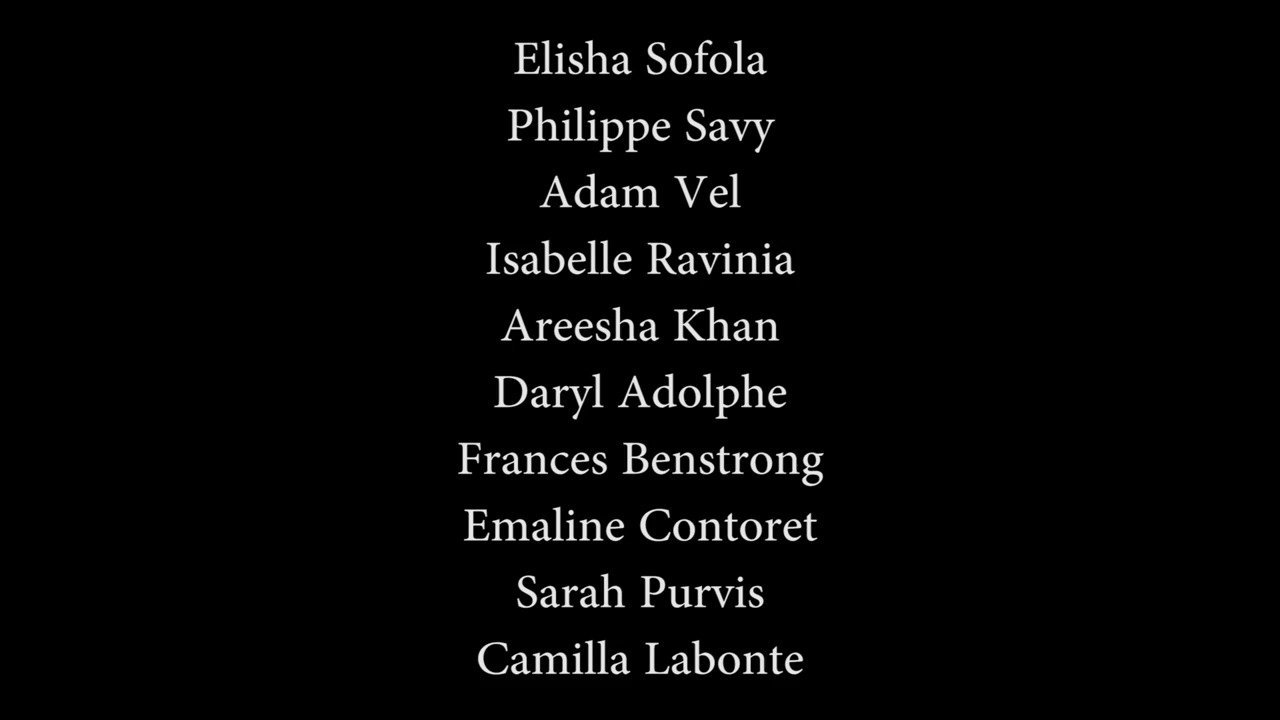 Elisha Sofola
Philippe Savy
Adam Vel
Isabelle Ravinia
Areesha Khan
Daryl Adolphe
Frances Benstrong
Emaline Contoret
Sarah Purvis
Camilla Labonte